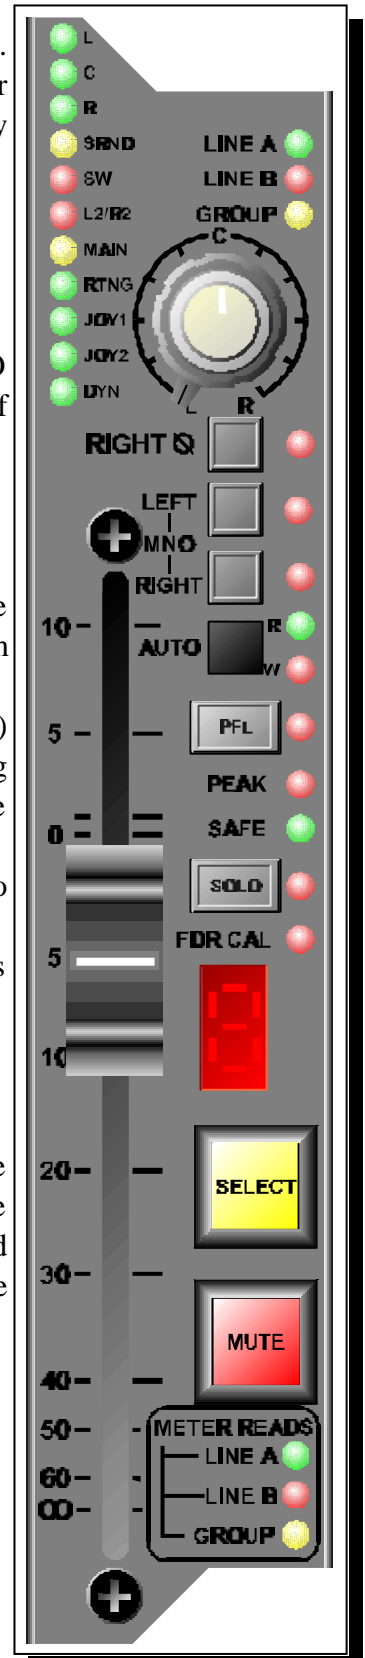 L
C
R
SRND
LINE A
SW
LINE B
L2/R2
GROUP
MAIN
C
RTNG
JOY1
JOY2
DYN
L R
RIGHT Ø
LEFT
MNO
RIGHT
10
AUTO
R
W
5
PFL
PEAK
SAFE
0
SOLO
FDR CAL
5
8
10
20
SELECT
30
MUTE
40
50
METER READS
LINE A
60
LINE B
∞
GROUP